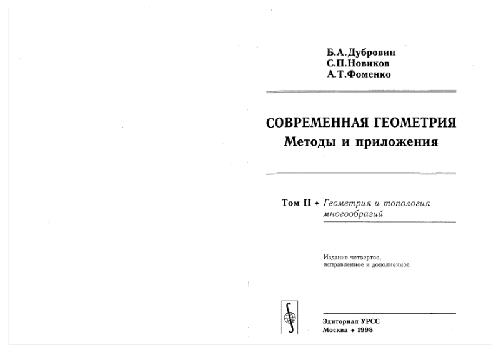 Б.А.Дубровин
С.П.Новиков
А.Т.Фоменко
СОВРЕМЕННАЯ ГЕОМЕТРИЯ
Методы и приложения
Том II • Геометрия и топология
многообразий
Издание четвертое,
исправленное и дополненное
Эдиториал УРСС
Москва • 1998